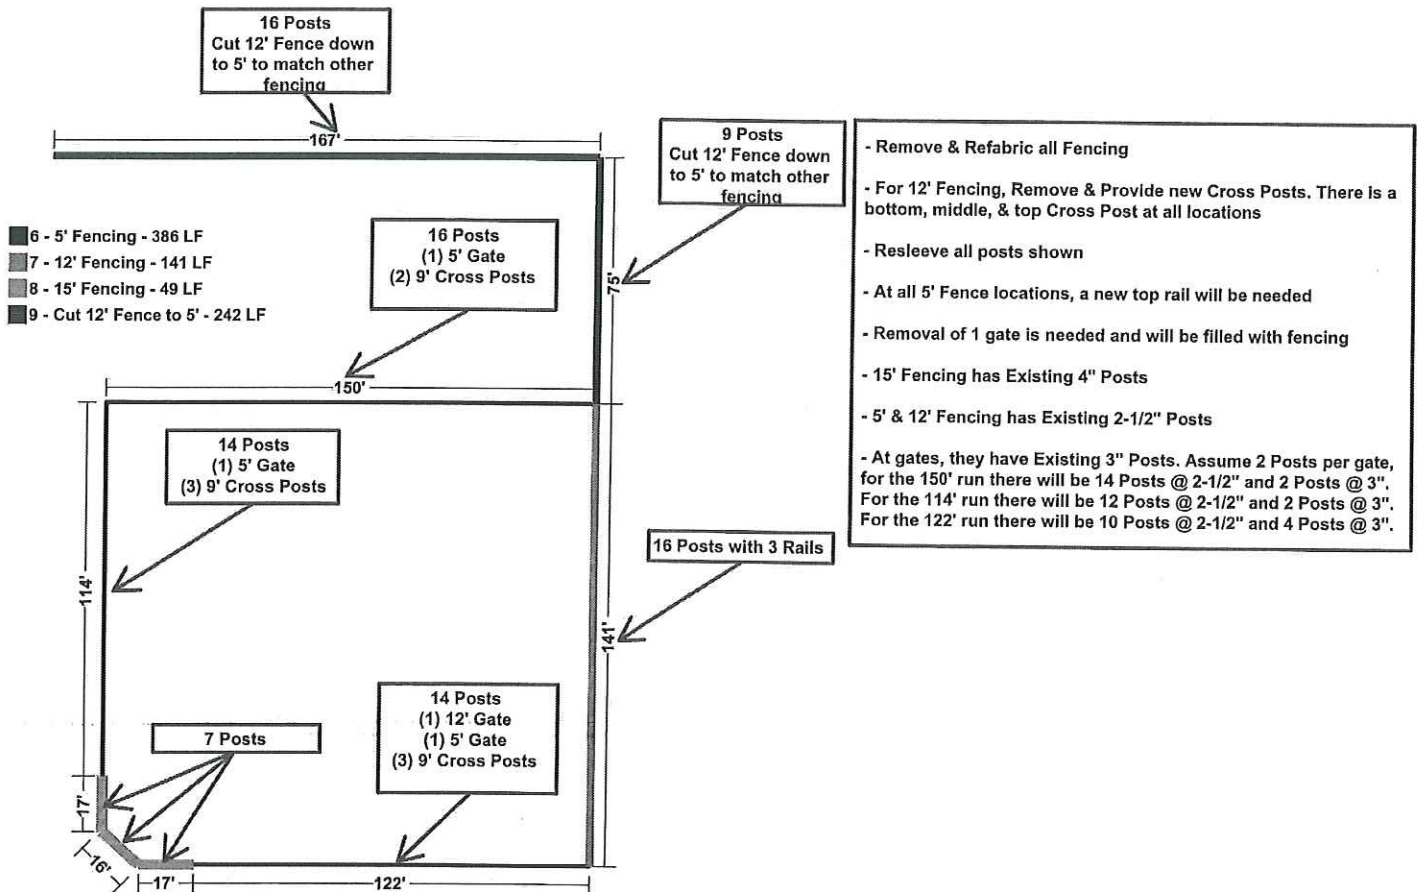 16 Posts
Cut 12' Fence down
to 5' to match other
fencing
167'
9 Posts
Cut 12' Fence down
to 5' to match other
fencing
75'
6 - 5' Fencing - 386 LF
7 - 12' Fencing - 141 LF
8 - 15' Fencing - 49 LF
9 - Cut 12' Fence to 5' - 242 LF
16 Posts
(1) 5' Gate
(2) 9' Cross Posts
150'
14 Posts
(1) 5' Gate
(3) 9' Cross Posts
114'
16 Posts with 3 Rails
141'
14 Posts
(1) 12' Gate
(1) 5' Gate
(3) 9' Cross Posts
7 Posts
17'
16'
17'
122'
- Remove & Refabric all Fencing
- For 12' Fencing, Remove & Provide new Cross Posts. There is a
bottom, middle, & top Cross Post at all locations
- Resleeve all posts shown
- At all 5' Fence locations, a new top rail will be needed
- Removal of 1 gate is needed and will be filled with fencing
- 15' Fencing has Existing 4" Posts
- 5' & 12' Fencing has Existing 2-1/2" Posts
- At gates, they have Existing 3" Posts. Assume 2 Posts per gate,
for the 150' run there will be 14 Posts @ 2-1/2" and 2 Posts @ 3".
For the 114' run there will be 12 Posts @ 2-1/2" and 2 Posts @ 3".
For the 122' run there will be 10 Posts @ 2-1/2" and 4 Posts @ 3".